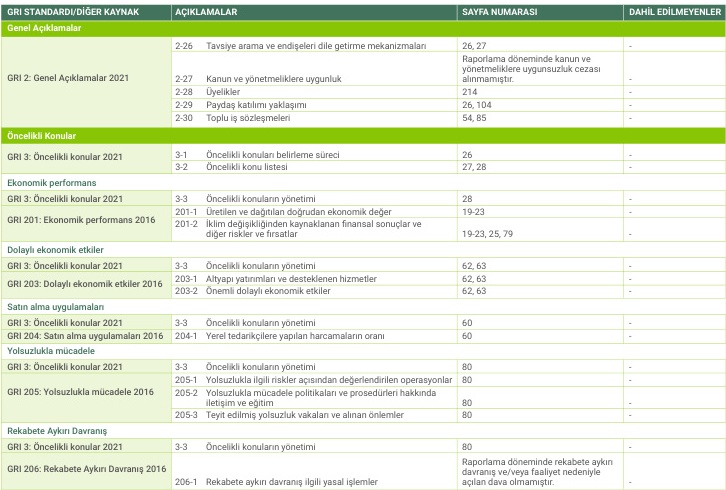 GRI STANDARDI/DİĞER KAYNAK AÇIKLAMALAR SAYFA NUMARASI DAHİL EDİLMEYENLER
Genel Açıklamalar
GRI 2: Genel Açıklamalar 2021
2-26 Tavsiye arama ve endişeleri dile getirme mekanizmaları 26, 27 -
2-27 Kanun ve yönetmeliklere uygunluk
Raporlama döneminde kanun ve
yönetmeliklere uygunsuzluk cezası
alınmamıştır. -
2-28 Üyelikler 214 -
2-29 Paydaş katılımı yaklaşımı 26, 104 -
2-30 Toplu iş sözleşmeleri 54, 85 -
Öncelikli Konular
GRI 3: Öncelikli konular 2021
3-1 Öncelikli konuları belirleme süreci 26 -
3-2 Öncelikli konu listesi 27, 28 -
Ekonomik performans
GRI 3: Öncelikli konular 2021 3-3 Öncelikli konuların yönetimi 28 -
GRI 201: Ekonomik performans 2016
201-1 Üretilen ve dağıtılan doğrudan ekonomik değer 19-23 -
201-2 İklim değişikliğinden kaynaklanan finansal sonuçlar ve
diğer riskler ve fırsatlar 19-23, 25, 79 -
Dolaylı ekonomik etkiler
GRI 3: Öncelikli konular 2021 3-3 Öncelikli konuların yönetimi 62, 63 -
GRI 203: Dolaylı ekonomik etkiler 2016
203-1 Altyapı yatırımları ve desteklenen hizmetler 62, 63 -
203-2 Önemli dolaylı ekonomik etkiler 62, 63 -
Satın alma uygulamaları
GRI 3: Öncelikli konular 2021 3-3 Öncelikli konuların yönetimi 60 -
GRI 204: Satın alma uygulamaları 2016 204-1 Yerel tedarikçilere yapılan harcamaların oranı 60 -
Yolsuzlukla mücadele
GRI 3: Öncelikli konular 2021 3-3 Öncelikli konuların yönetimi 80 -
GRI 205: Yolsuzlukla mücadele 2016
205-1 Yolsuzlukla ilgili riskler açısından değerlendirilen operasyonlar 80 -
205-2 Yolsuzlukla mücadele politikaları ve prosedürleri hakkında
iletişim ve eğitim 80 -
205-3 Teyit edilmiş yolsuzluk vakaları ve alınan önlemler 80 -
Rekabete Aykırı Davranış
GRI 3: Öncelikli konular 2021 3-3 Öncelikli konuların yönetimi 80 -
GRI 206: Rekabete Aykırı Davranış 2016
206-1 Rekabete aykırı davranış ilgili yasal işlemler
Raporlama döneminde rekabete aykırı
davranış ve/veya faaliyet nedeniyle
açılan dava olmamıştır. -